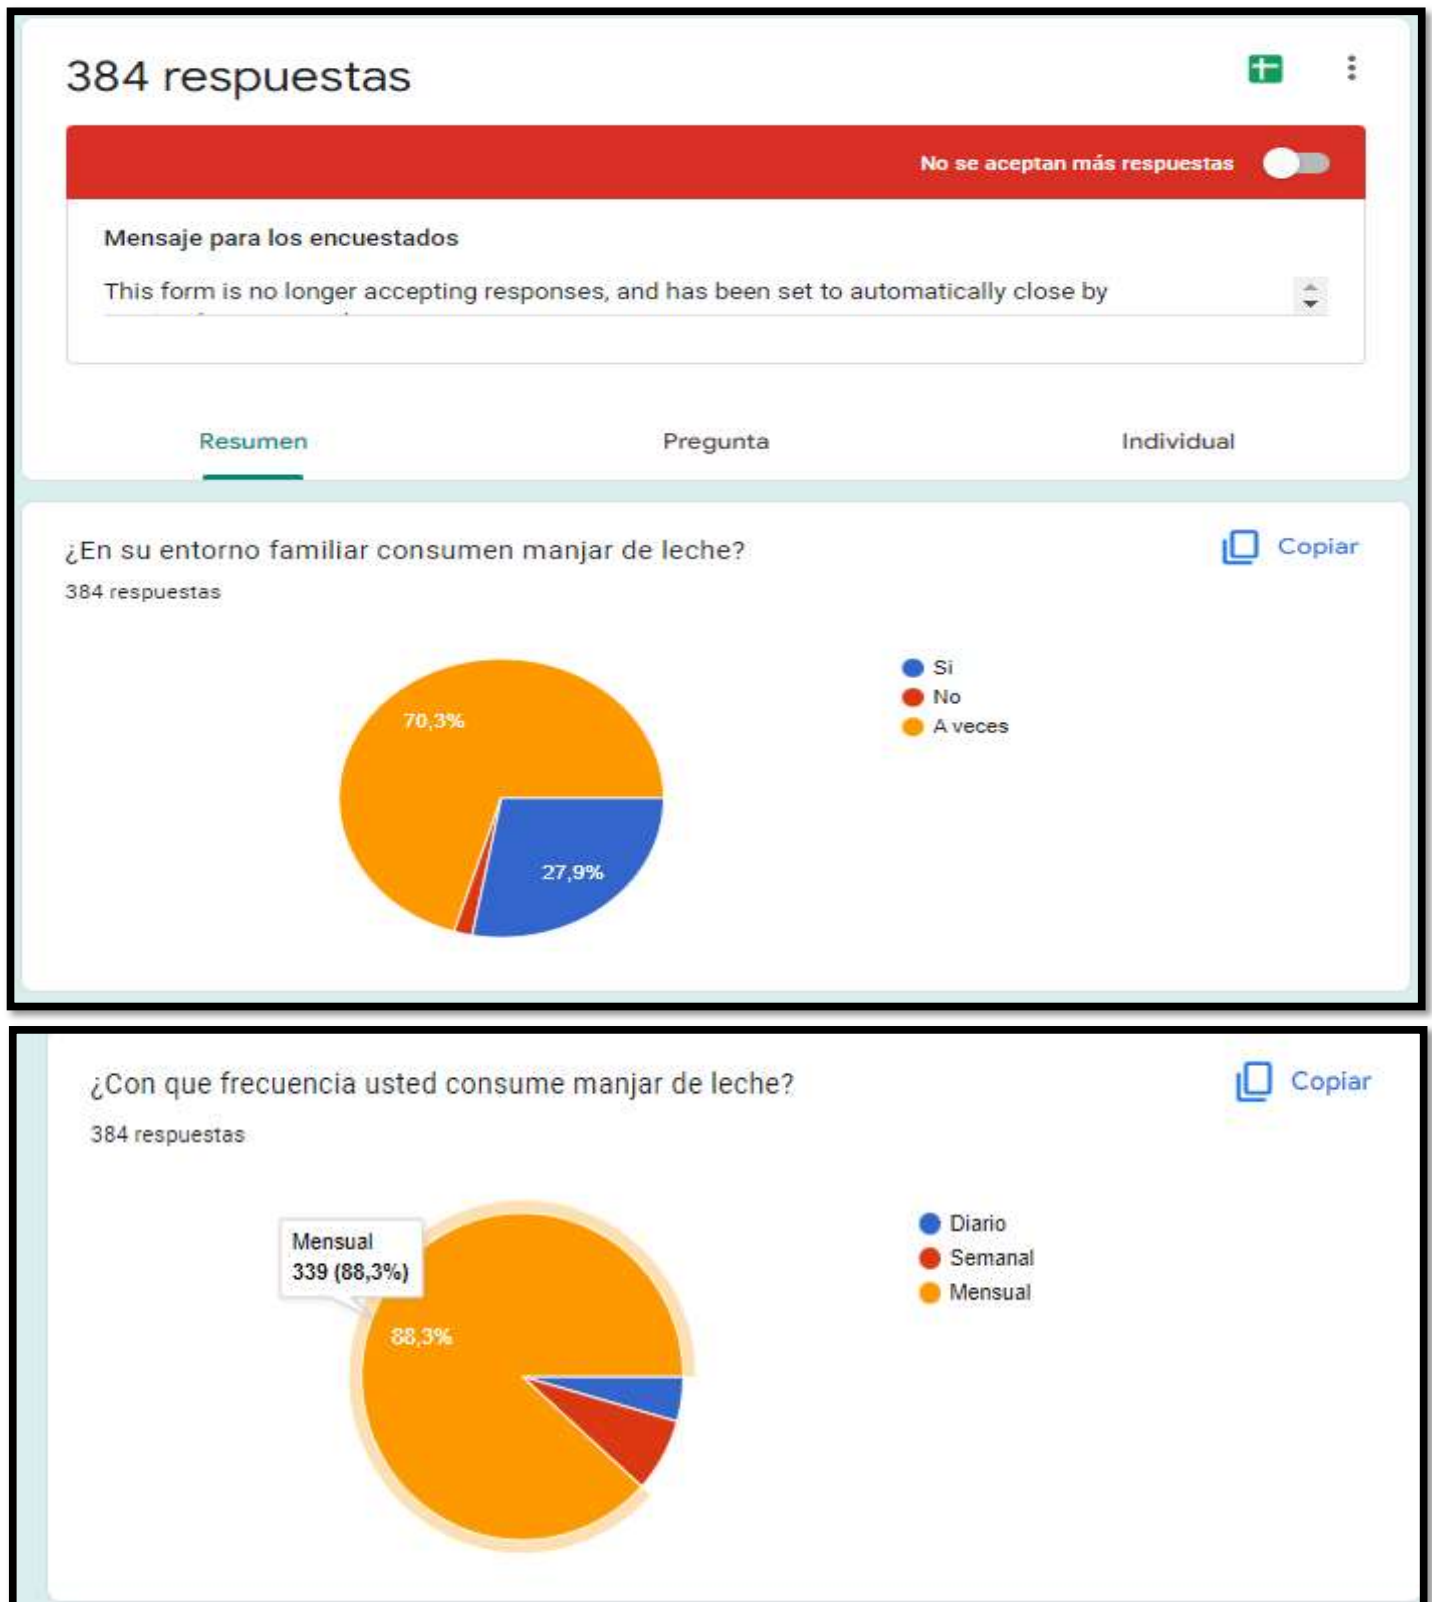 384 respuestas
No se aceptan más respuestas
Mensaje para los encuestados
This form is no longer accepting responses, and has been set to automatically close by
Resumen
Pregunta
Individual
¿En su entorno familiar consumen manjar de leche?
Copiar
384 respuestas
70,3%
27,9%
Si
No
A veces
¿Con que frecuencia usted consume manjar de leche?
Copiar
384 respuestas
Mensual
339 (88,3%)
88,3%
Diario
Semanal
Mensual